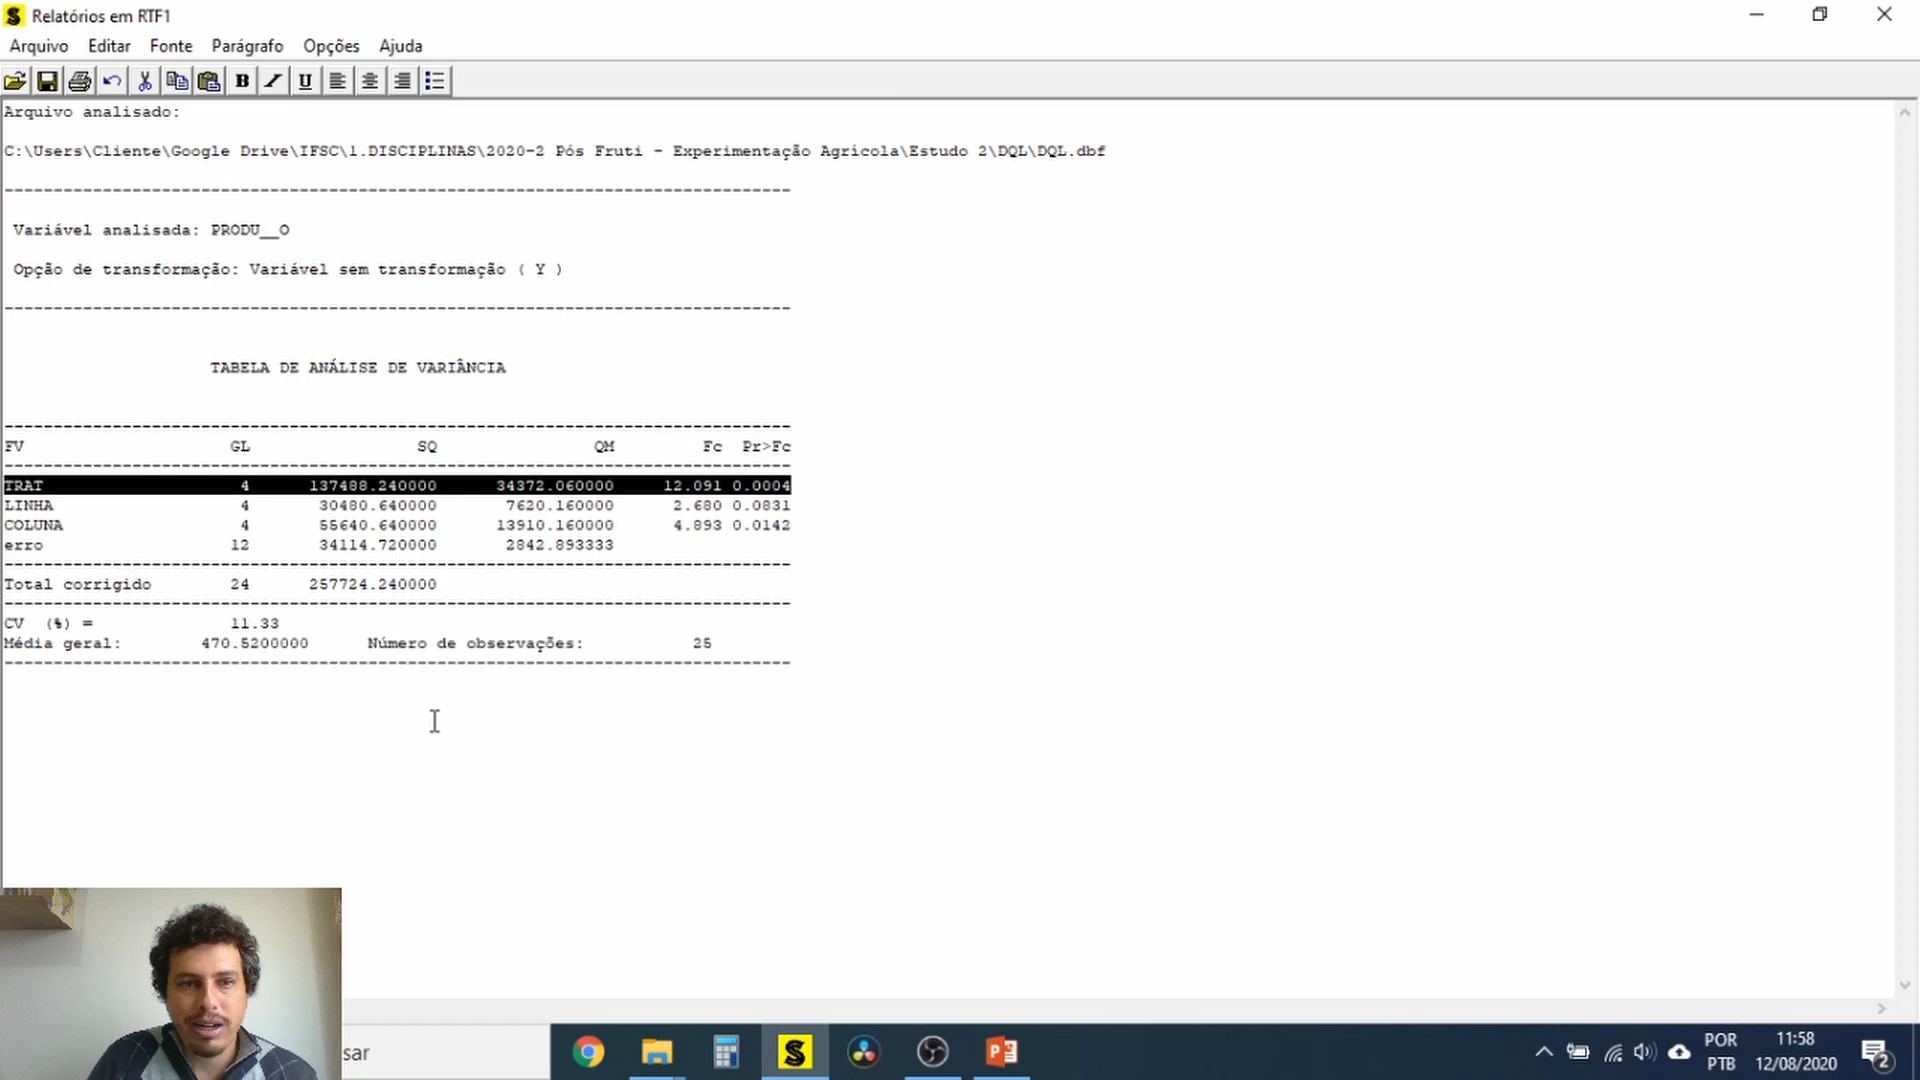 Relatórios em RTF1
Arquivo Editar Fonte Parágrafo Opções Ajuda
B I U
Arquivo analisado:
C:\Users\Cliente\Google Drive\IFSC\1.DISCIPLINAS\2020-2 Pós Fruti - Experimentação Agrícola\Estudo 2\DQL\DQL.dbf
Variável analisada: PRODU__O
Opção de transformação: Variável sem transformação ( Y )
TABELA DE ANÁLISE DE VARIÂNCIA
FV GL SQ QM Fc Pr>Fc
TRAT 4 137488.240000 34372.060000 12.091 0.0004
LINHA 4 30480.640000 7620.160000 2.680 0.0831
COLUNA 4 55640.640000 13910.160000 4.893 0.0142
erro 12 34114.720000 2842.893333
Total corrigido 24 257724.240000
CV (%) = 11.33
Média geral: 470.5200000 Número de observações: 25
sar
POR 11:58
PTB 12/08/2020
2